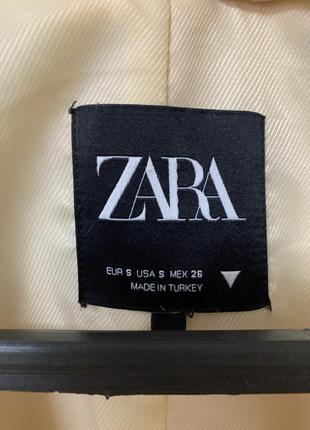 ZARA
EUR S USA S MEX 26
MADE IN TURKEY